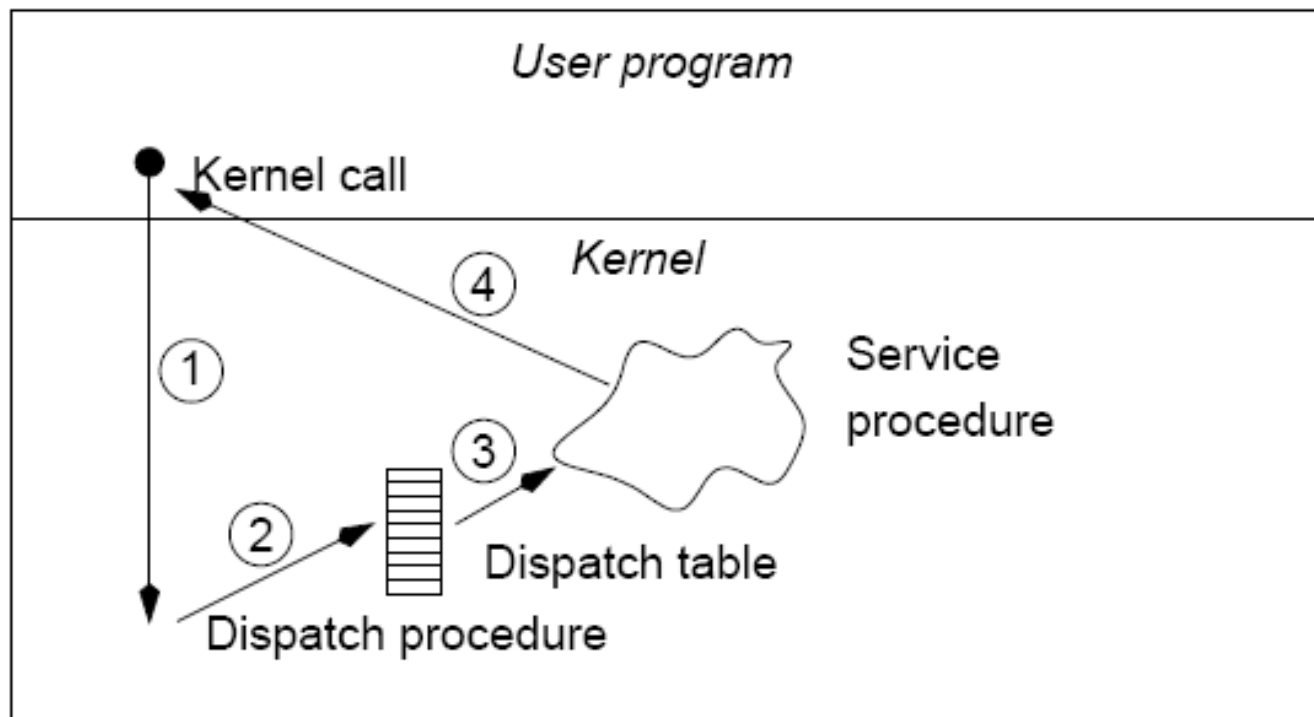 User program
Kernel call
Kernel
4
1
Service
procedure
3
2
Dispatch table
Dispatch procedure